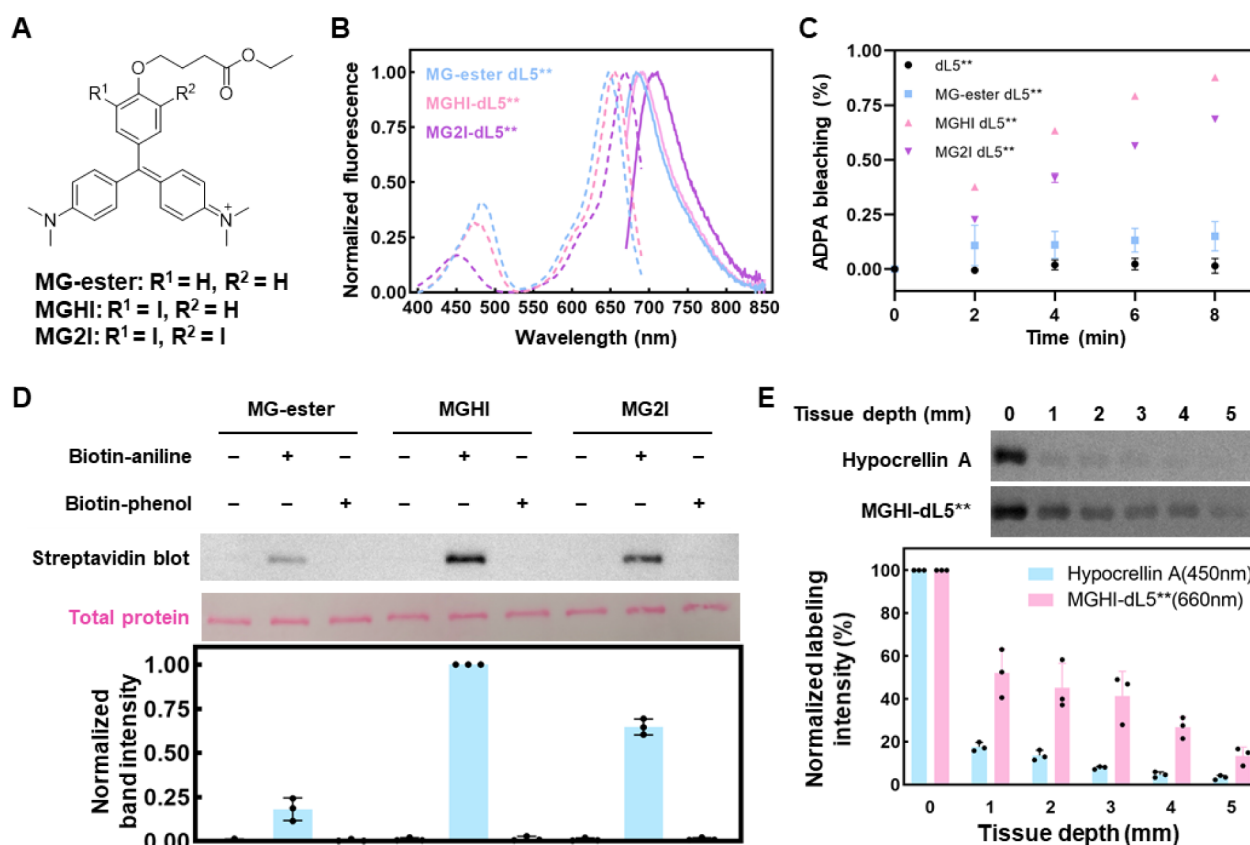 A
O
O
O
R¹
R²
N
N
+
MG-ester: R¹ = H, R² = H
MGHI: R¹ = I, R² = H
MG2I: R¹ = I, R² = I
B
Normalized fluorescence
1.00
0.75
0.50
0.25
0.00
MG-ester dL5**
MGHI-dL5**
MG2I-dL5**
400 450 500 550 600 650 700 750 800 850
Wavelength (nm)
C
ADPA bleaching (%)
1.00
0.75
0.50
0.25
0.00
dL5**
MG-ester dL5**
MGHI dL5**
MG2I dL5**
0 2 4 6 8
Time (min)
D
MG-ester MGHI MG2I
Biotin-aniline – + – – + – – + –
Biotin-phenol – – + – – + – – +
Streptavidin blot
Total protein
Normalized
band intensity
1.00
0.75
0.50
0.25
0.00
E
Tissue depth (mm) 0 1 2 3 4 5
Hypocrellin A
MGHI-dL5**
Normalized labeling
intensity (%)
100
80
60
40
20
0
Hypocrellin A(450nm)
MGHI-dL5**(660nm)
0 1 2 3 4 5
Tissue depth (mm)